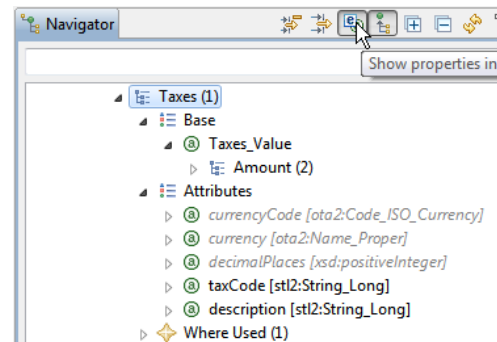 Navigator
Show properties in
Taxes (1)
Base
Taxes_Value
Amount (2)
Attributes
currencyCode [ota2:Code_ISO_Currency]
currency [ota2:Name_Proper]
decimalPlaces [xsd:positiveInteger]
taxCode [stl2:String_Long]
description [stl2:String_Long]
Where Used (1)